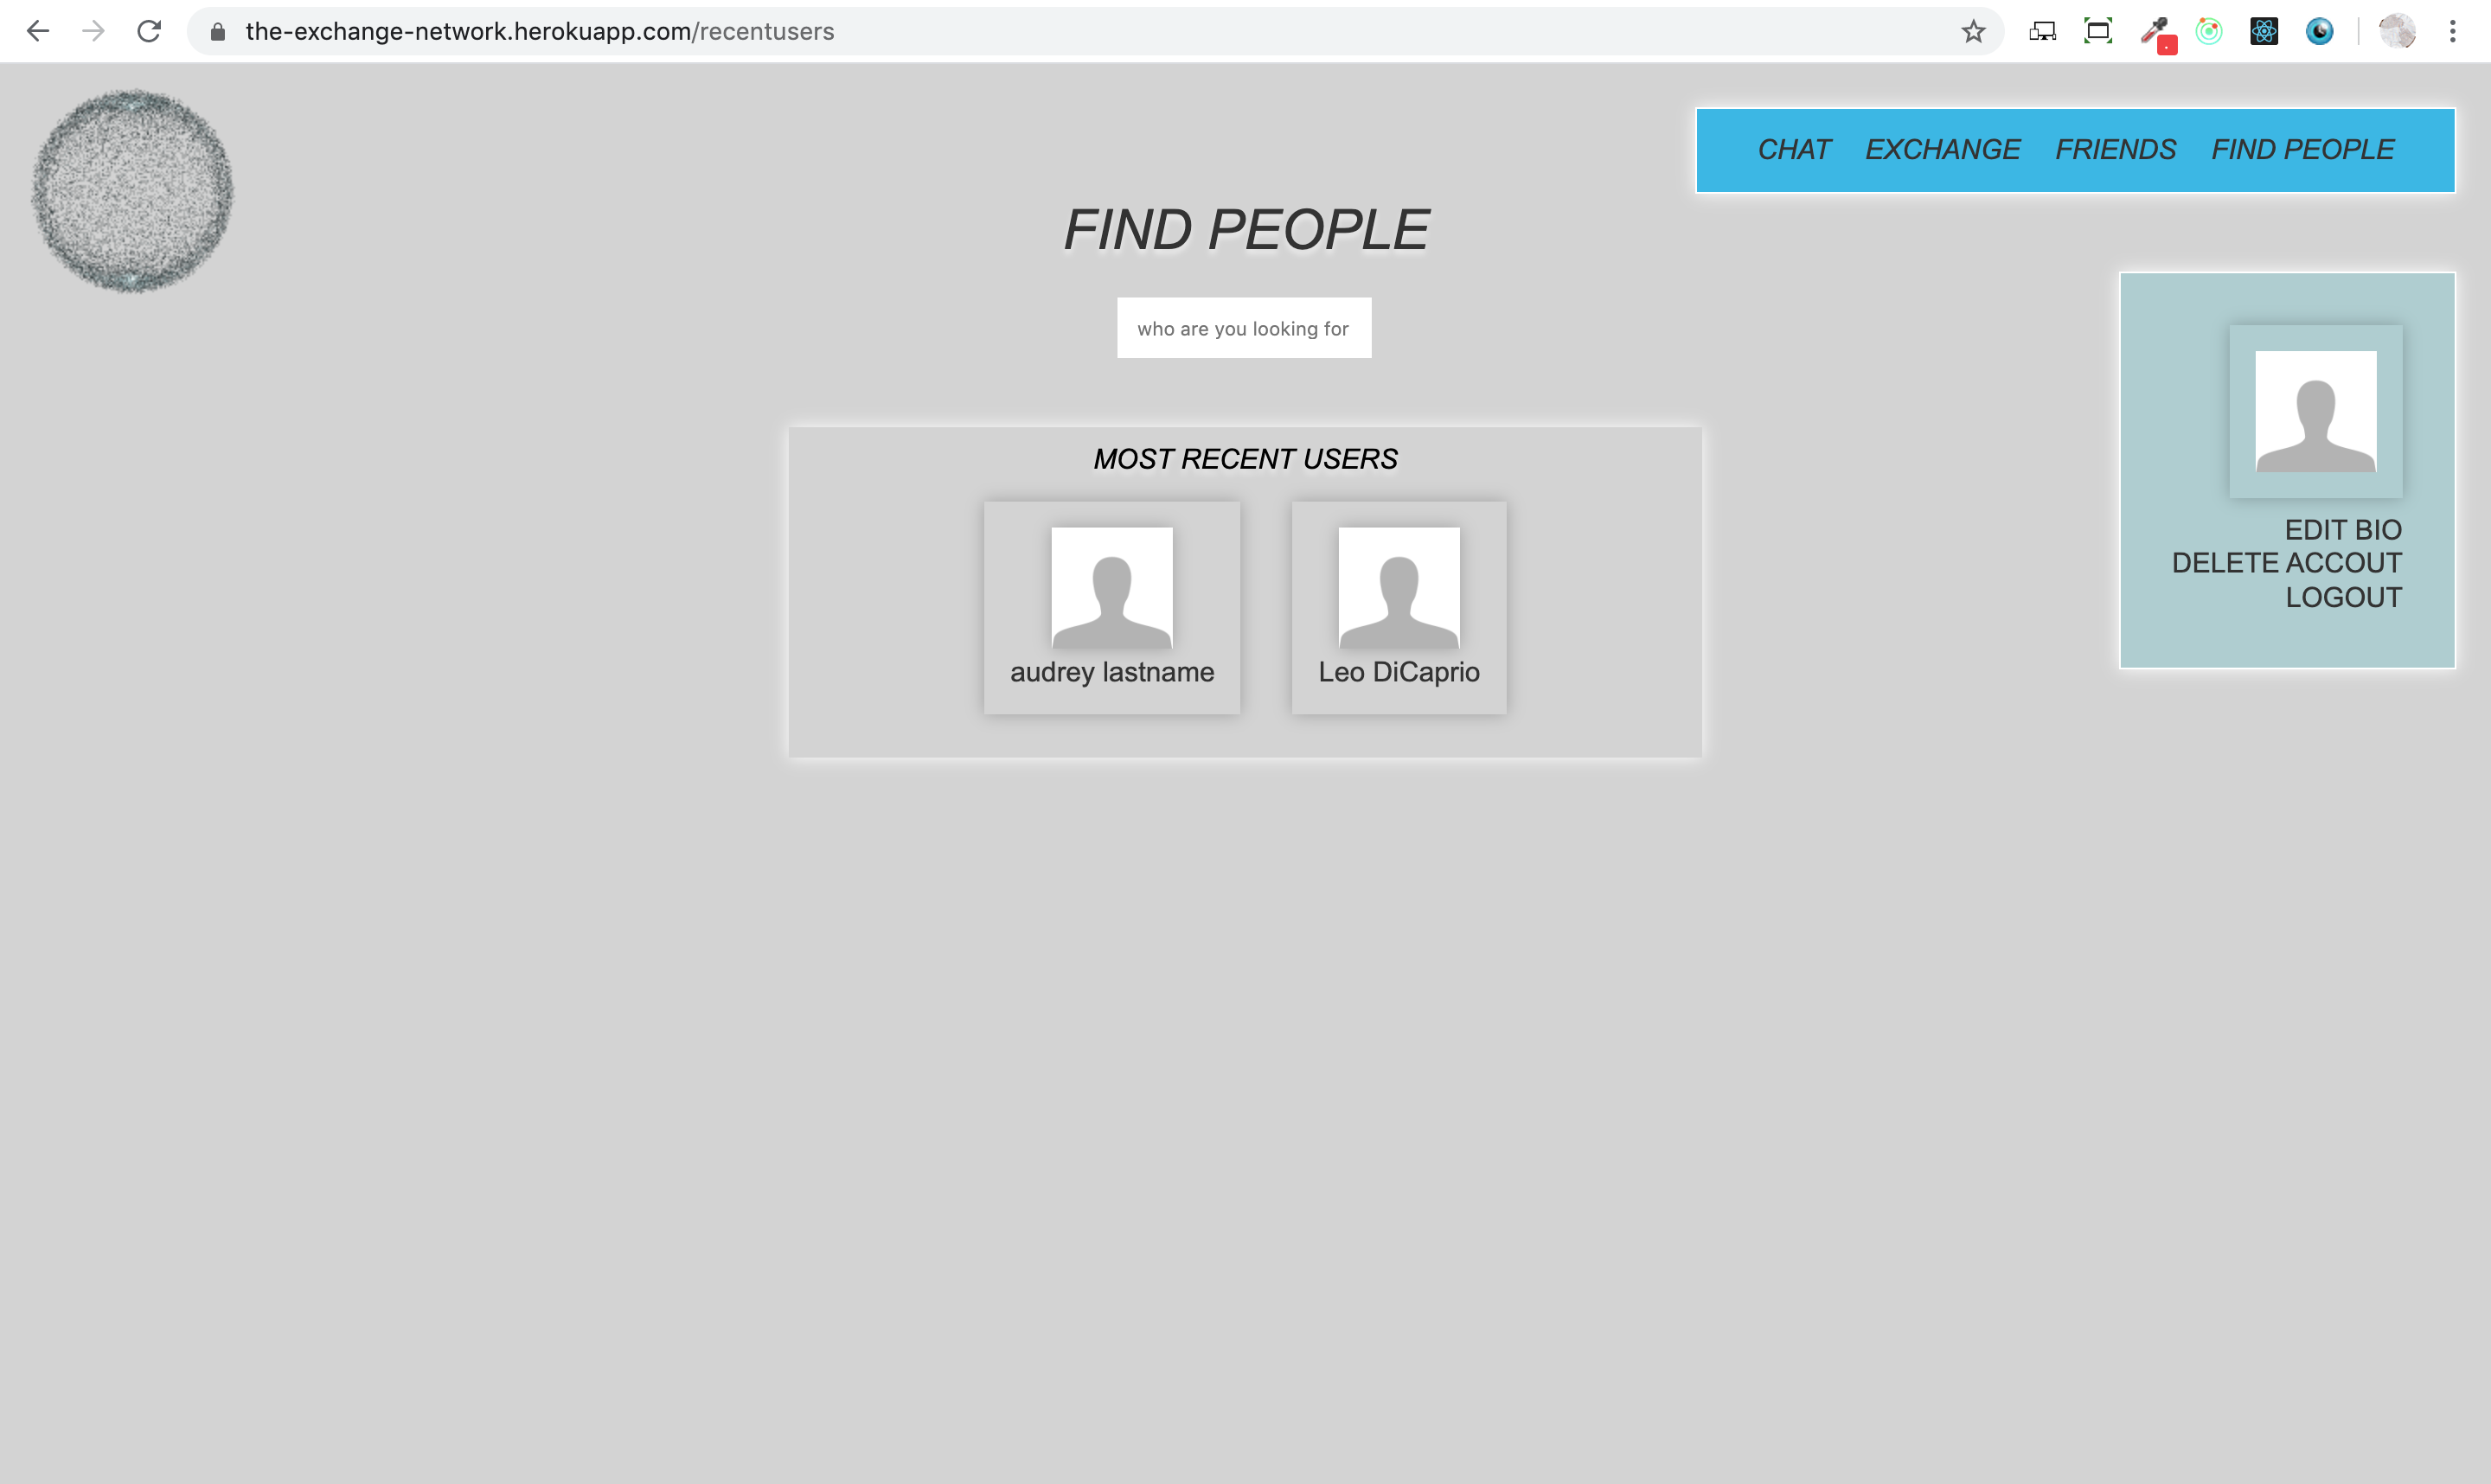 the-exchange-network.herokuapp.com/recentusers
CHAT EXCHANGE FRIENDS FIND PEOPLE
FIND PEOPLE
who are you looking for
MOST RECENT USERS
audrey lastname
Leo DiCaprio
EDIT BIO
DELETE ACCOUT
LOGOUT